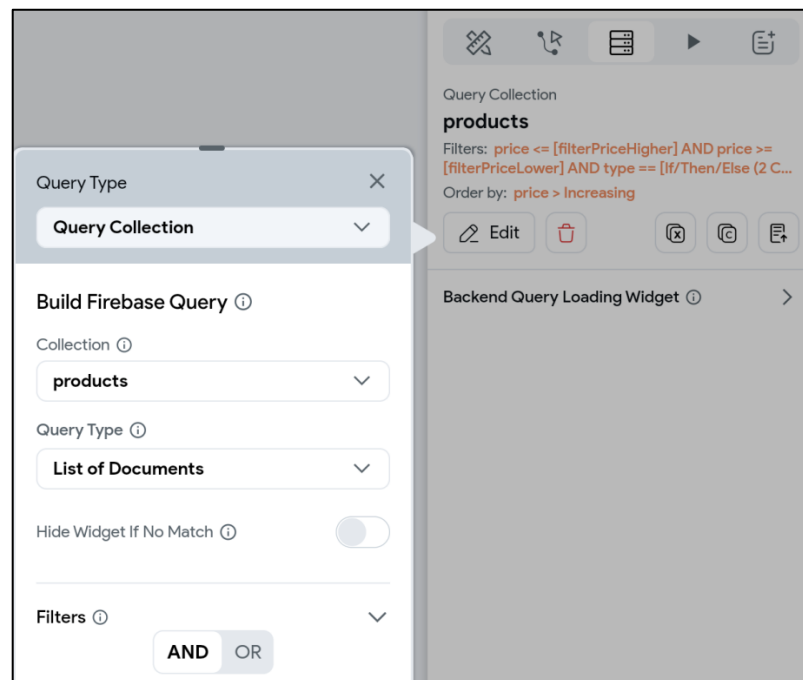 Query Collection
products
Filters: price <= [filterPriceHigher] AND price >=
[filterPriceLower] AND type == [If/Then/Else (2 C...
Order by: price > Increasing
Edit
Backend Query Loading Widget
Query Type
Query Collection
Build Firebase Query
Collection
products
Query Type
List of Documents
Hide Widget If No Match
Filters
AND OR